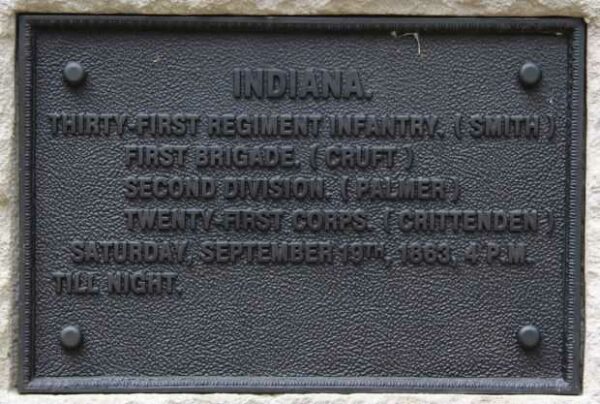 INDIANA.
THIRTY-FIRST REGIMENT INFANTRY. ( SMITH )
FIRST BRIGADE. ( CRUFT )
SECOND DIVISION. ( PALMER )
TWENTY-FIRST CORPS. ( CRITTENDEN )
SATURDAY, SEPTEMBER 19TH, 1863, 4 P.M.
TILL NIGHT.